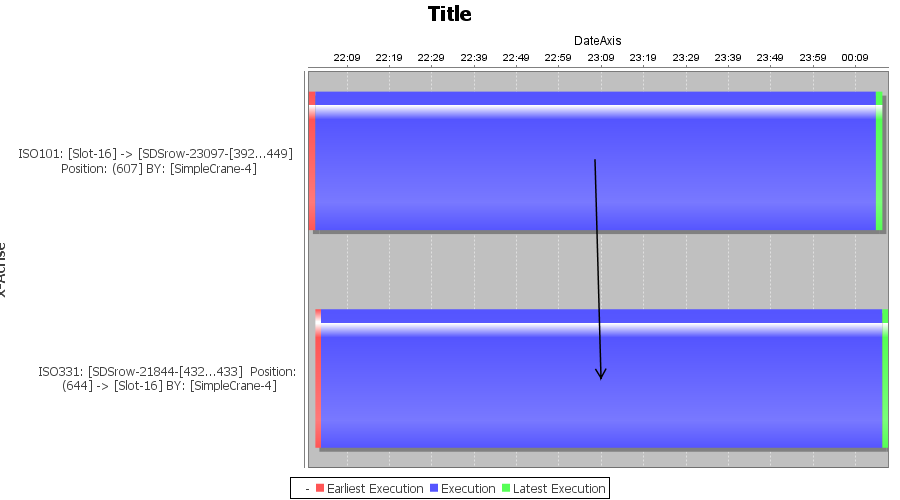 Title
DateAxis
22:09 22:19 22:29 22:39 22:49 22:59 23:09 23:19 23:29 23:39 23:49 23:59 00:09
ISO101: [Slot-16] -> [SDSrow-23097-[392...449]
Position: (607] BY: [SimpleCrane-4]
ISO331: [SDSrow-21844-[432...433] Position:
(644] -> [Slot-16] BY: [SimpleCrane-4]
- Earliest Execution Execution Latest Execution